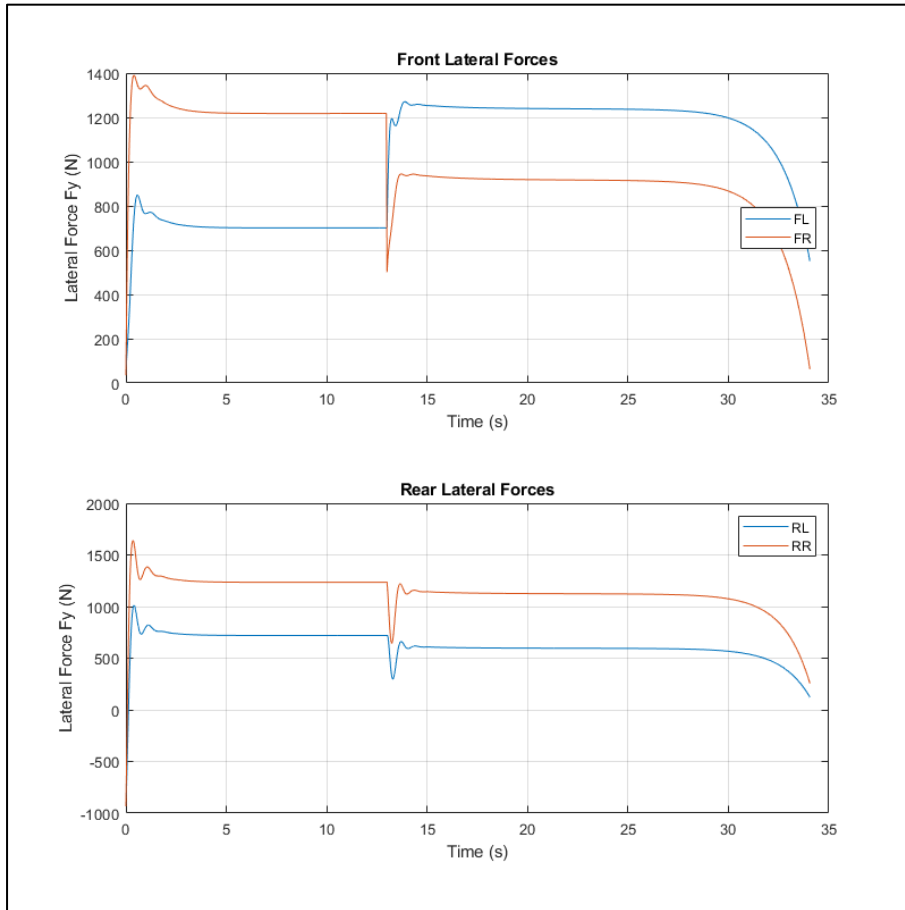 Front Lateral Forces
1400
1200
1000
800
600
400
200
0
Lateral Force Fy (N)
FL
FR
0 5 10 15 20 25 30 35
Time (s)
Rear Lateral Forces
2000
1500
1000
500
0
-500
-1000
Lateral Force Fy (N)
RL
RR
0 5 10 15 20 25 30 35
Time (s)